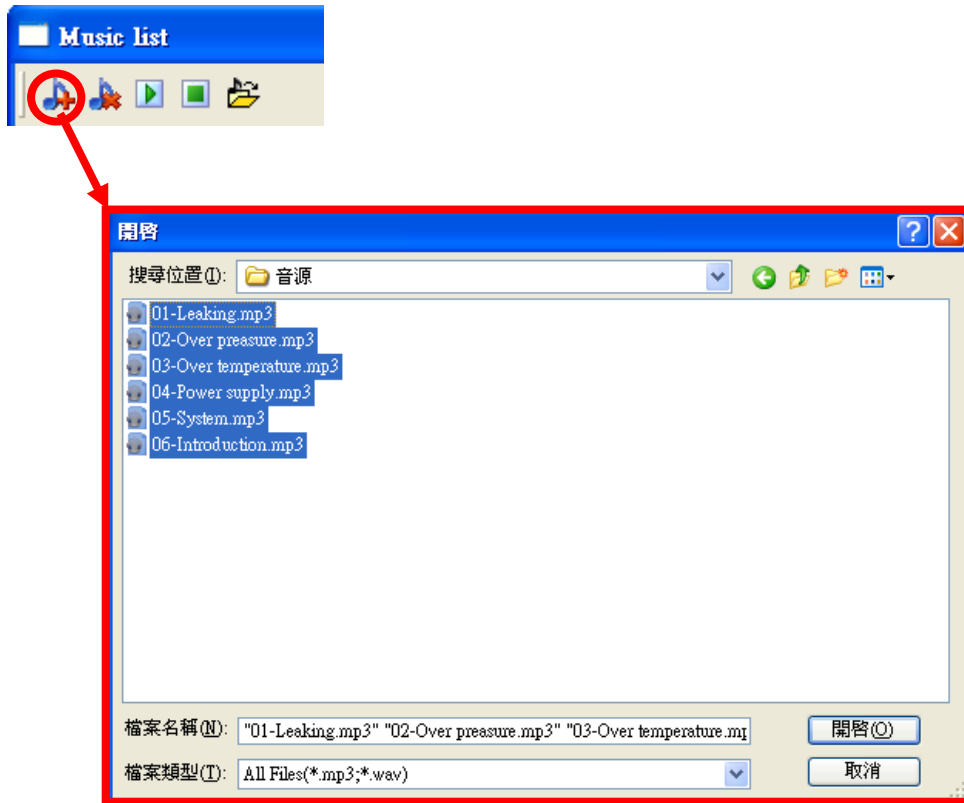 Music list
開啓
搜尋位置(I): 音源
01-Leaking.mp3
02-Over preasure.mp3
03-Over temperature.mp3
04-Power supply.mp3
05-System.mp3
06-Introduction.mp3
檔案名稱(N): "01-Leaking.mp3" "02-Over preasure.mp3" "03-Over temperature.mp
開啓(O)
檔案類型(T): All Files(*.mp3;*.wav)
取消